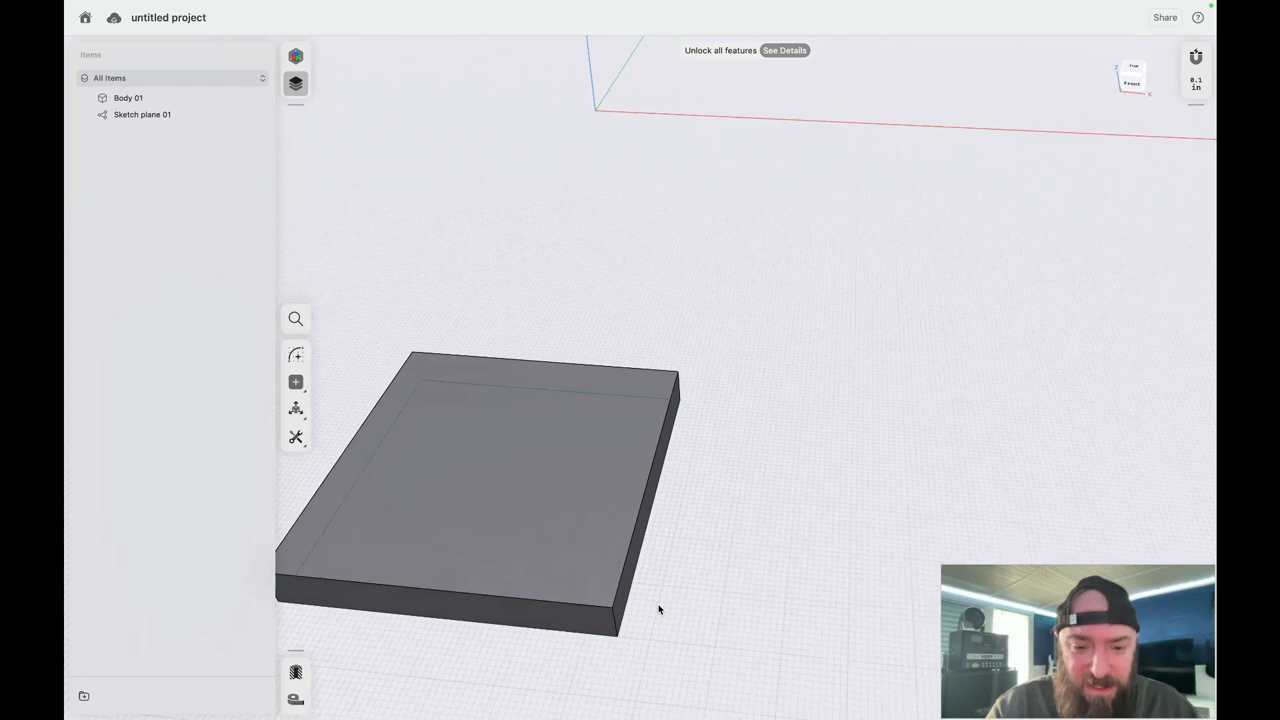 untitled project
Share
Items
Unlock all features See Details
All Items
Body 01
Sketch plane 01
0.1
in
Top
Front
Z
X